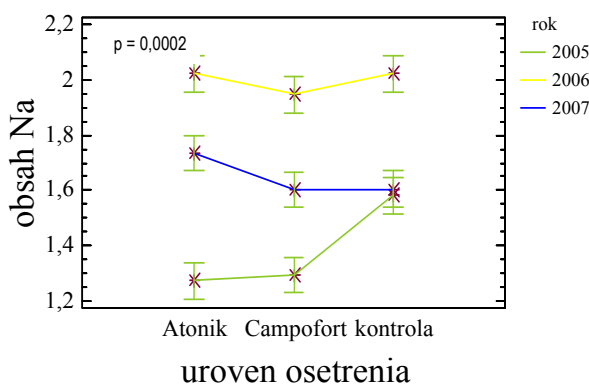 p = 0,0002
rok
2005
2006
2007
obsah Na
2,2
2
1,8
1,6
1,4
1,2
Atonik Campofort kontrola
uroven osetrenia